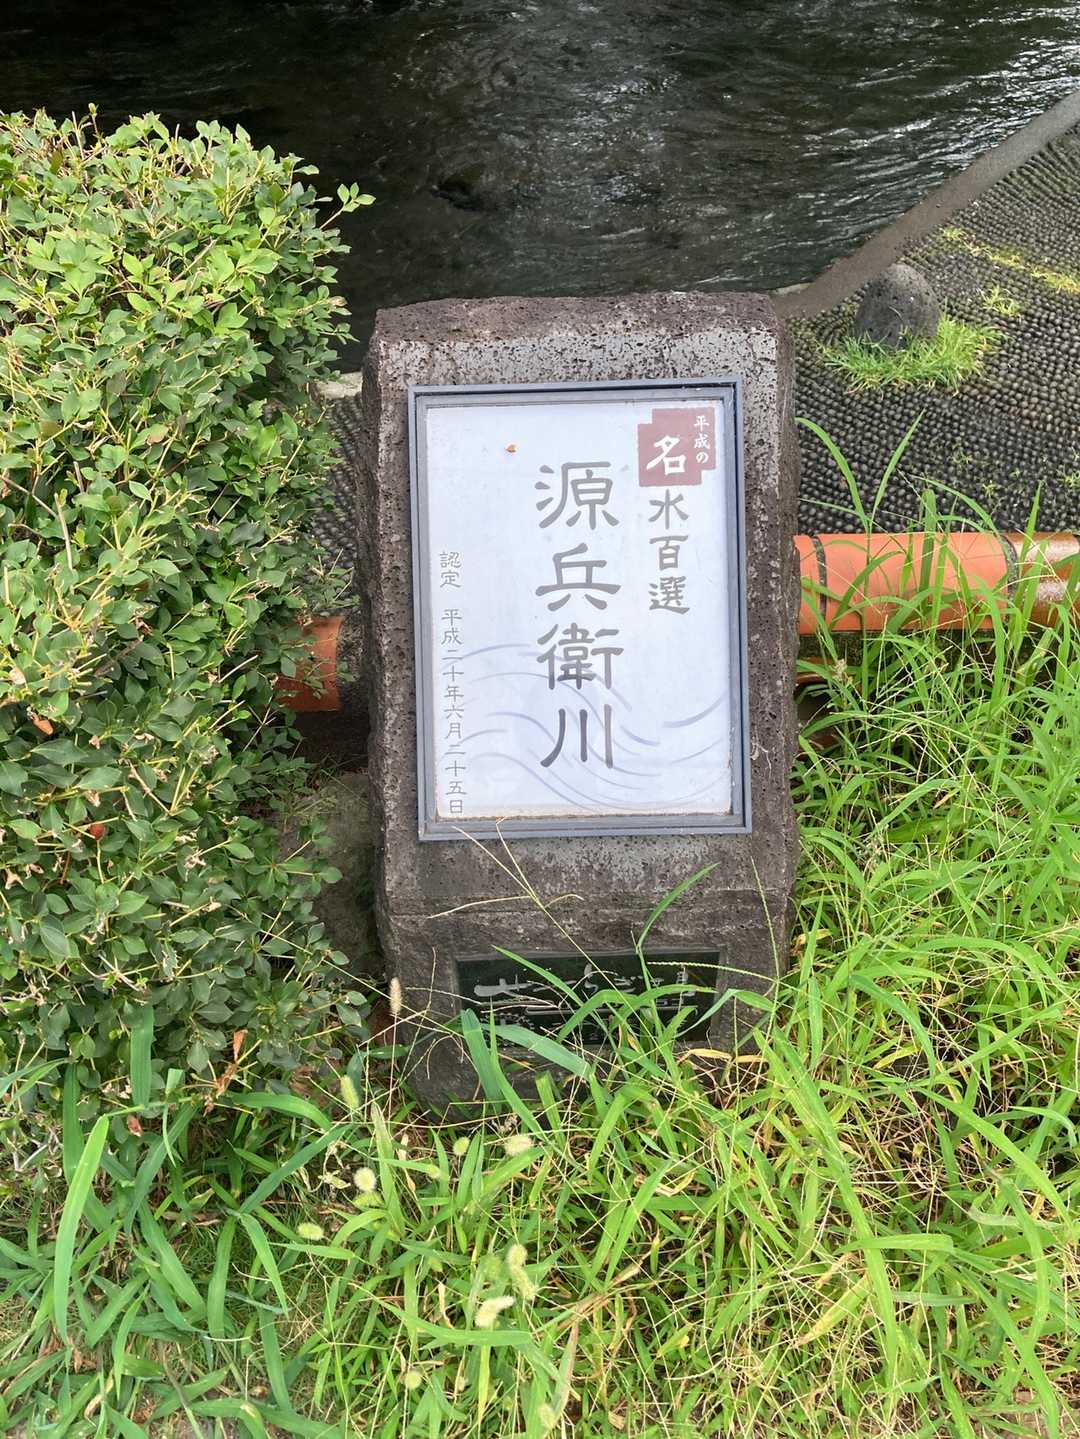 平成の
名水百選
源兵衛川
認定 平成二十年六月二十五日